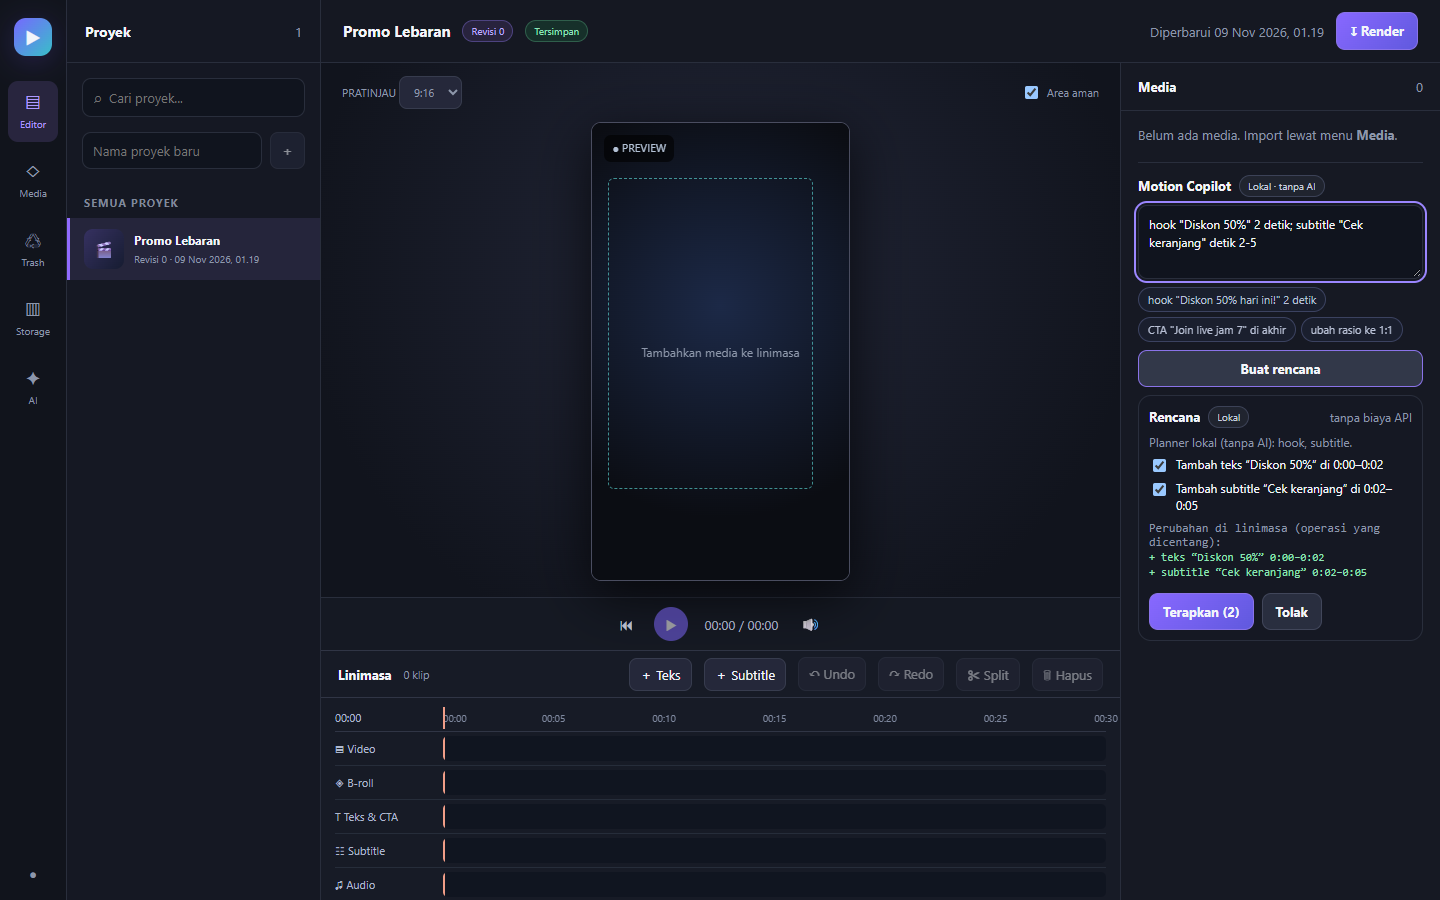 Editor
Media
Trash
Storage
AI
Proyek
1
Cari proyek...
Nama proyek baru
+
SEMUA PROYEK
Promo Lebaran
Revisi 0 · 09 Nov 2026, 01.19
Promo Lebaran
Revisi 0
Tersimpan
Diperbarui 09 Nov 2026, 01.19
Render
PRATINJAU
9:16
Area aman
PREVIEW
Tambahkan media ke linimasa
00:00 / 00:00
Linimasa
0 klip
+ Teks
+ Subtitle
Undo
Redo
Split
Hapus
00:00
00:00
00:05
00:10
00:15
00:20
00:25
00:30
Video
B-roll
T Teks & CTA
Subtitle
Audio
Media
0
Belum ada media. Import lewat menu Media.
Motion Copilot
Lokal · tanpa AI
hook "Diskon 50%" 2 detik; subtitle "Cek
keranjang" detik 2-5
hook "Diskon 50% hari ini!" 2 detik
CTA "Join live jam 7" di akhir
ubah rasio ke 1:1
Buat rencana
Rencana
Lokal
tanpa biaya API
Planner lokal (tanpa AI): hook, subtitle.
Tambah teks “Diskon 50%” di 0:00–0:02
Tambah subtitle “Cek keranjang” di 0:02–
0:05
Perubahan di linimasa (operasi yang
dicentang):
+ teks “Diskon 50%” 0:00–0:02
+ subtitle “Cek keranjang” 0:02–0:05
Terapkan (2)
Tolak